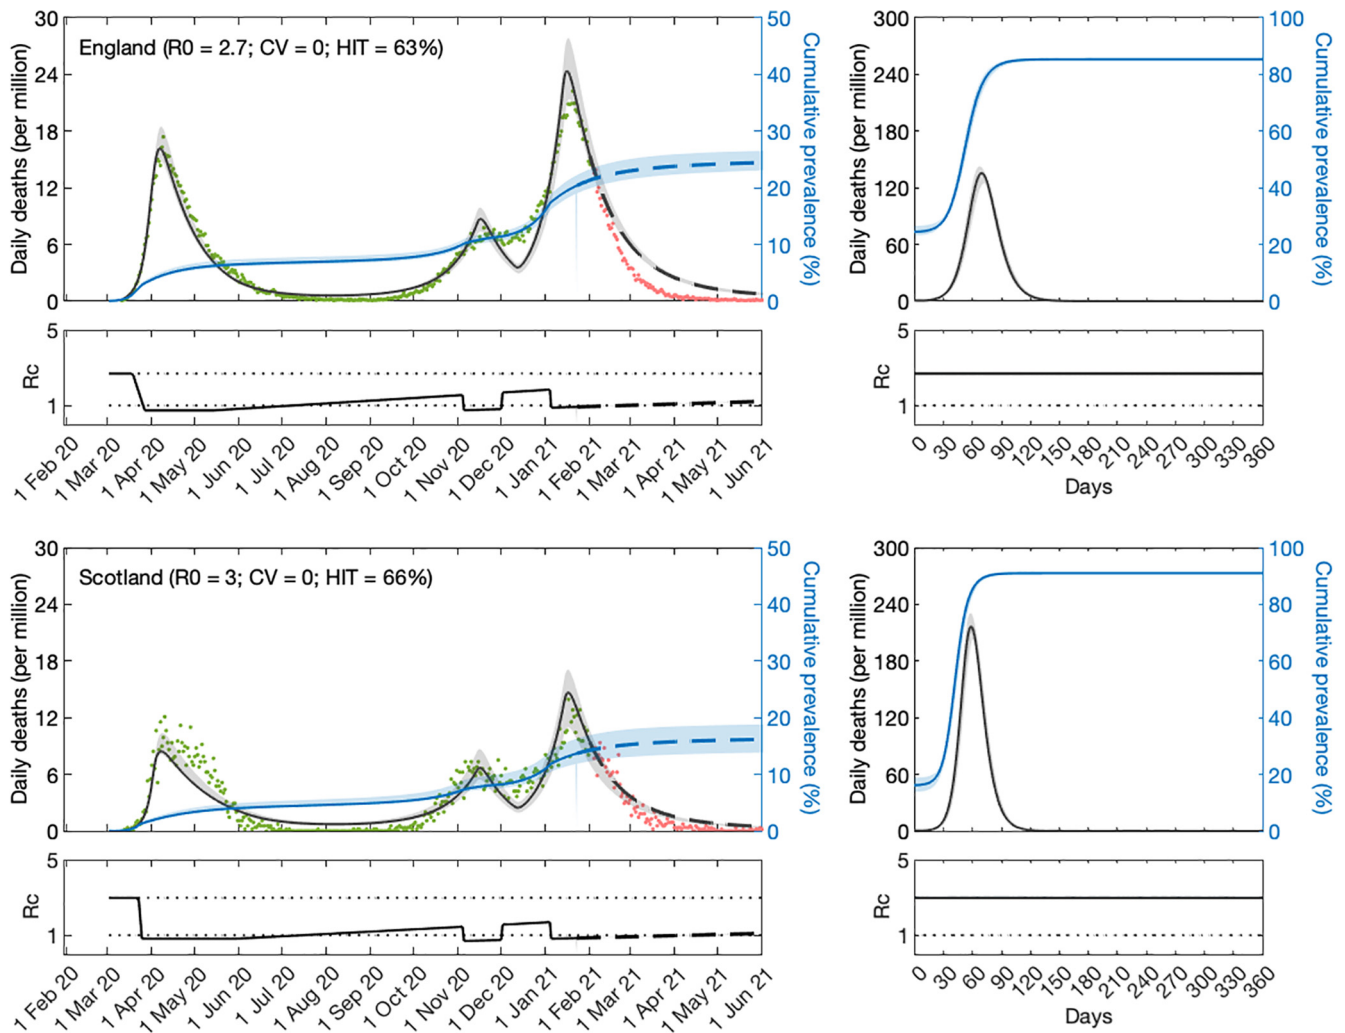 England (R0 = 2.7; CV = 0; HIT = 63%)
Daily deaths (per million)
30
24
18
12
6
0
50
40
30
20
10
0
Cumulative prevalence (%)
Daily deaths (per million)
300
240
180
120
60
0
100
80
60
40
20
0
Cumulative prevalence (%)
Rc
5
1
1 Feb 20
1 Mar 20
1 Apr 20
1 May 20
1 Jun 20
1 Jul 20
1 Aug 20
1 Sep 20
1 Oct 20
1 Nov 20
1 Dec 20
1 Jan 21
1 Feb 21
1 Mar 21
1 Apr 21
1 May 21
1 Jun 21
Rc
5
1
0
30
60
90
120
150
180
210
240
270
300
330
360
Days
Scotland (R0 = 3; CV = 0; HIT = 66%)
Daily deaths (per million)
30
24
18
12
6
0
50
40
30
20
10
0
Cumulative prevalence (%)
Daily deaths (per million)
300
240
180
120
60
0
100
80
60
40
20
0
Cumulative prevalence (%)
Rc
5
1
1 Feb 20
1 Mar 20
1 Apr 20
1 May 20
1 Jun 20
1 Jul 20
1 Aug 20
1 Sep 20
1 Oct 20
1 Nov 20
1 Dec 20
1 Jan 21
1 Feb 21
1 Mar 21
1 Apr 21
1 May 21
1 Jun 21
Rc
5
1
0
30
60
90
120
150
180
210
240
270
300
330
360
Days